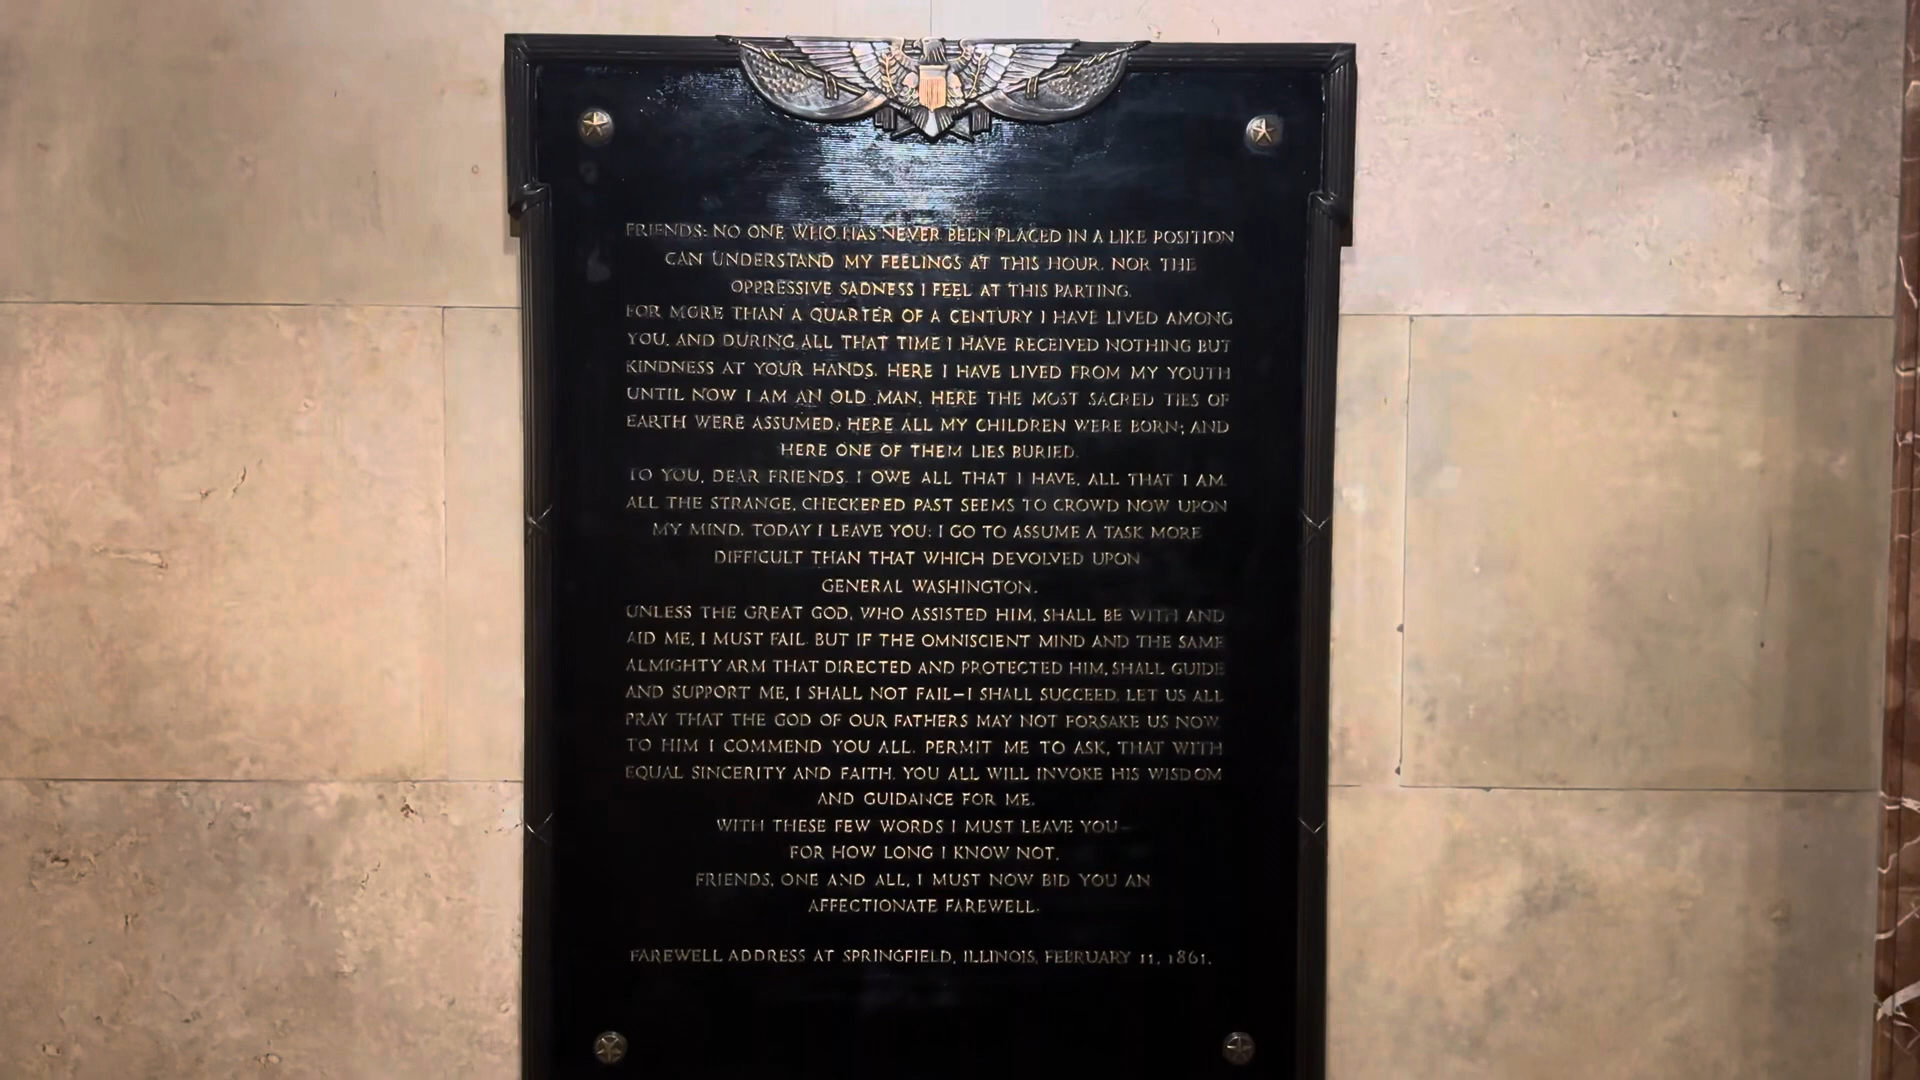 FRIENDS: NO ONE WHO HAS NEVER BEEN PLACED IN A LIKE POSITION
CAN UNDERSTAND MY FEELINGS AT THIS HOUR, NOR THE
OPPRESSIVE SADNESS I FEEL AT THIS PARTING.
FOR MORE THAN A QUARTER OF A CENTURY I HAVE LIVED AMONG
YOU, AND DURING ALL THAT TIME I HAVE RECEIVED NOTHING BUT
KINDNESS AT YOUR HANDS. HERE I HAVE LIVED FROM MY YOUTH
UNTIL NOW I AM AN OLD MAN. HERE THE MOST SACRED TIES OF
EARTH WERE ASSUMED; HERE ALL MY CHILDREN WERE BORN; AND
HERE ONE OF THEM LIES BURIED.
TO YOU, DEAR FRIENDS, I OWE ALL THAT I HAVE, ALL THAT I AM.
ALL THE STRANGE, CHECKERED PAST SEEMS TO CROWD NOW UPON
MY MIND. TODAY I LEAVE YOU; I GO TO ASSUME A TASK MORE
DIFFICULT THAN THAT WHICH DEVOLVED UPON
GENERAL WASHINGTON.
UNLESS THE GREAT GOD, WHO ASSISTED HIM, SHALL BE WITH AND
AID ME, I MUST FAIL. BUT IF THE OMNISCIENT MIND AND THE SAME
ALMIGHTY ARM THAT DIRECTED AND PROTECTED HIM, SHALL GUIDE
AND SUPPORT ME, I SHALL NOT FAIL—I SHALL SUCCEED. LET US ALL
PRAY THAT THE GOD OF OUR FATHERS MAY NOT FORSAKE US NOW.
TO HIM I COMMEND YOU ALL. PERMIT ME TO ASK, THAT WITH
EQUAL SINCERITY AND FAITH, YOU ALL WILL INVOKE HIS WISDOM
AND GUIDANCE FOR ME.
WITH THESE FEW WORDS I MUST LEAVE YOU—
FOR HOW LONG I KNOW NOT.
FRIENDS, ONE AND ALL, I MUST NOW BID YOU AN
AFFECTIONATE FAREWELL.
FAREWELL ADDRESS AT SPRINGFIELD, ILLINOIS, FEBRUARY 11, 1861.